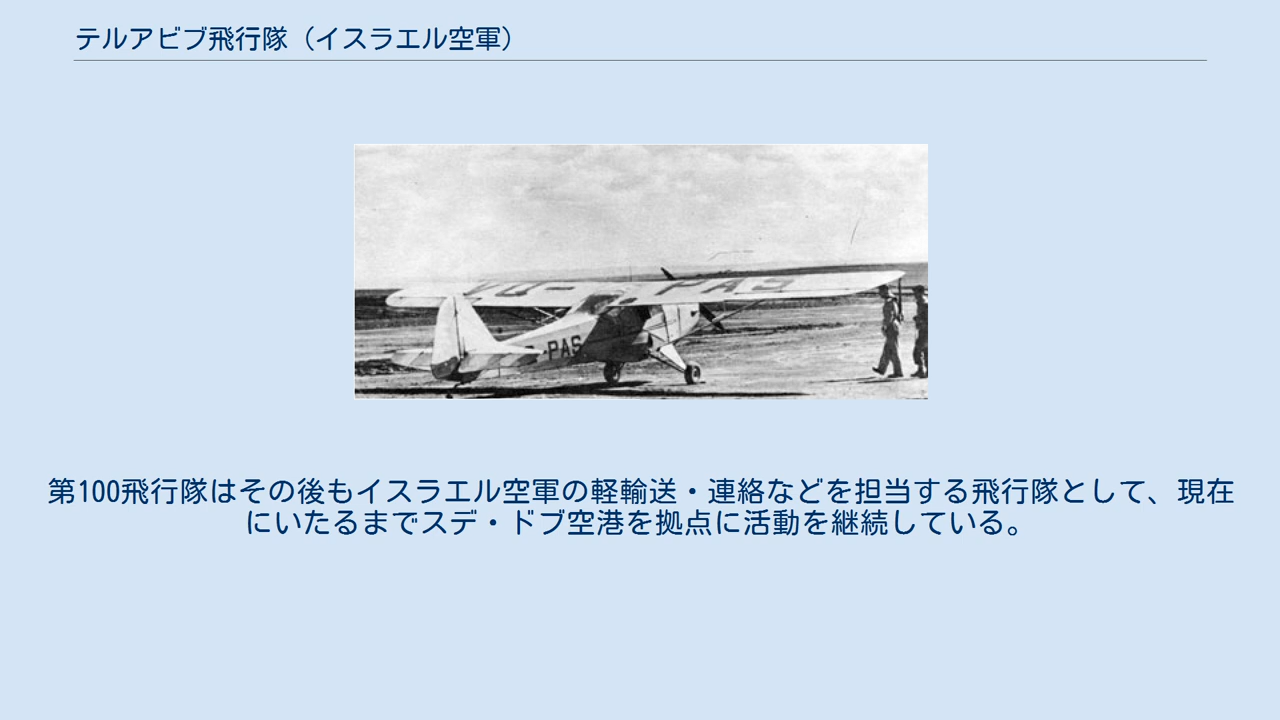 テルアビブ飛行隊（イスラエル空軍）
VQ- PAS
-PAS
第100飛行隊はその後もイスラエル空軍の軽輸送・連絡などを担当する飛行隊として、現在
にいたるまでスデ・ドブ空港を拠点に活動を継続している。